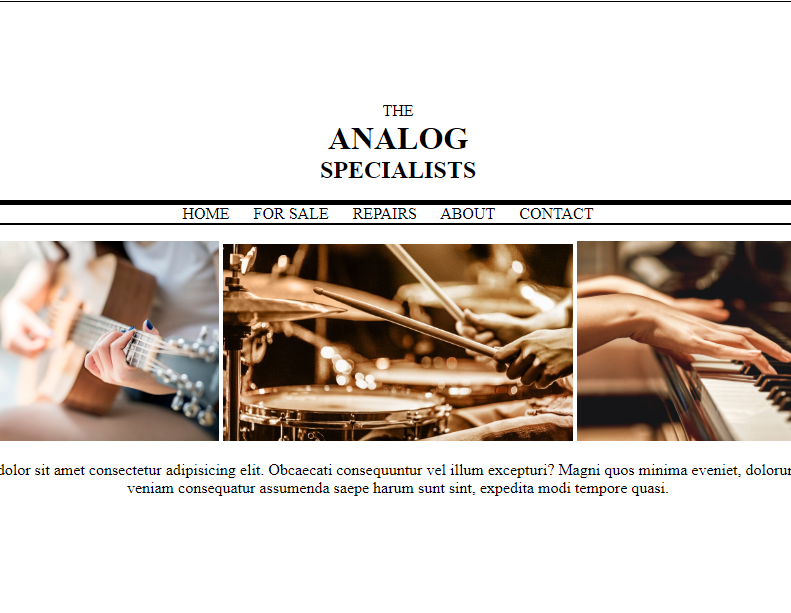 THE
ANALOG
SPECIALISTS
HOME FOR SALE REPAIRS ABOUT CONTACT
dolor sit amet consectetur adipisicing elit. Obcaecati consequuntur vel illum excepturi? Magni quos minima eveniet,
veniam consequatur assumenda saepe harum sunt sint, expedita modi tempore quasi.